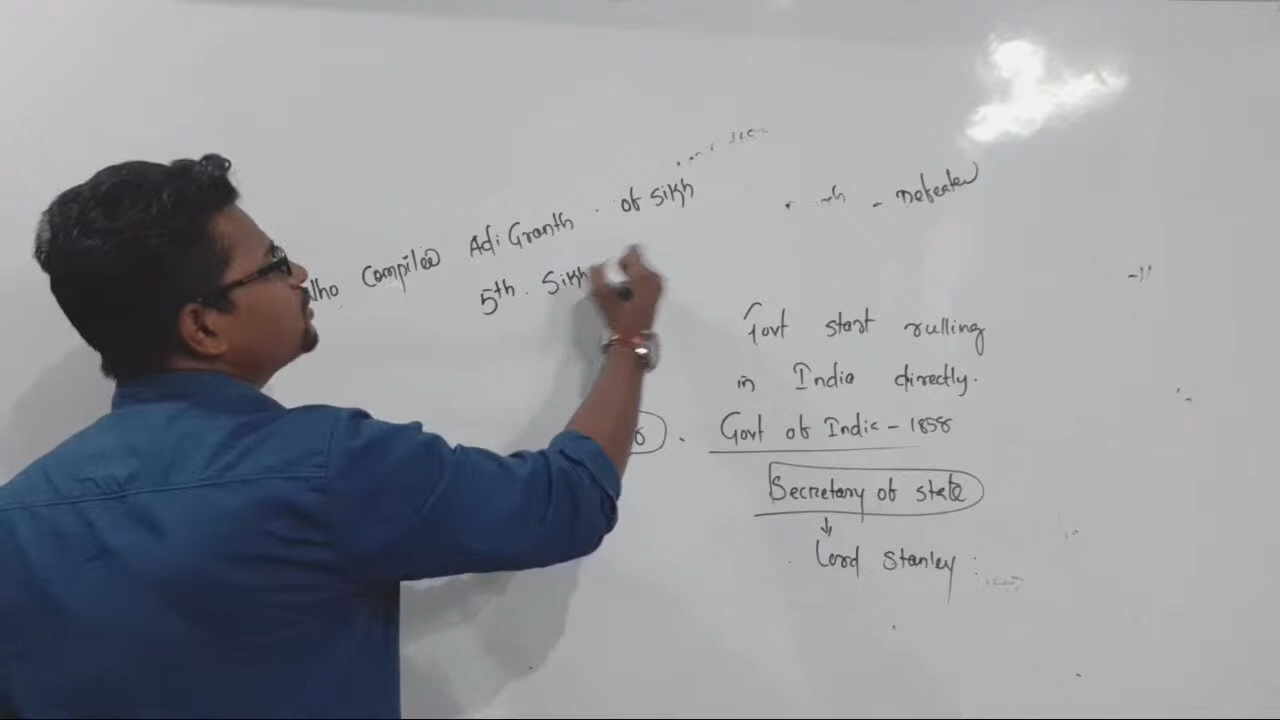 Who Compiled Adi Granth. of Sikh
5th. Sikh
- Defeated
Govt start rulling
in India directly.
Govt of India - 1858
Secretary of state
↓
Lord Stanley